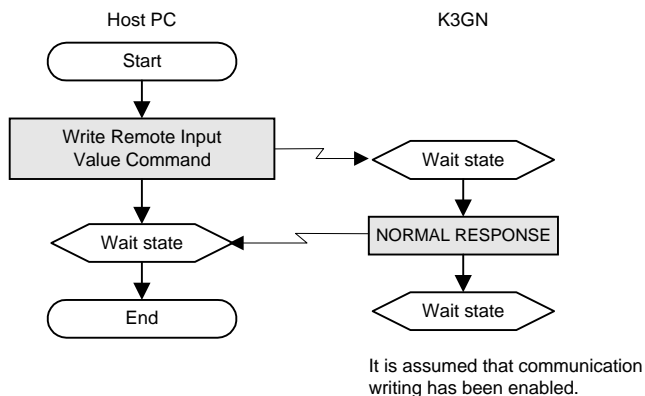 Host PC
K3GN
Start
Write Remote Input
Value Command
Wait state
Wait state
NORMAL RESPONSE
End
Wait state
It is assumed that communication
writing has been enabled.